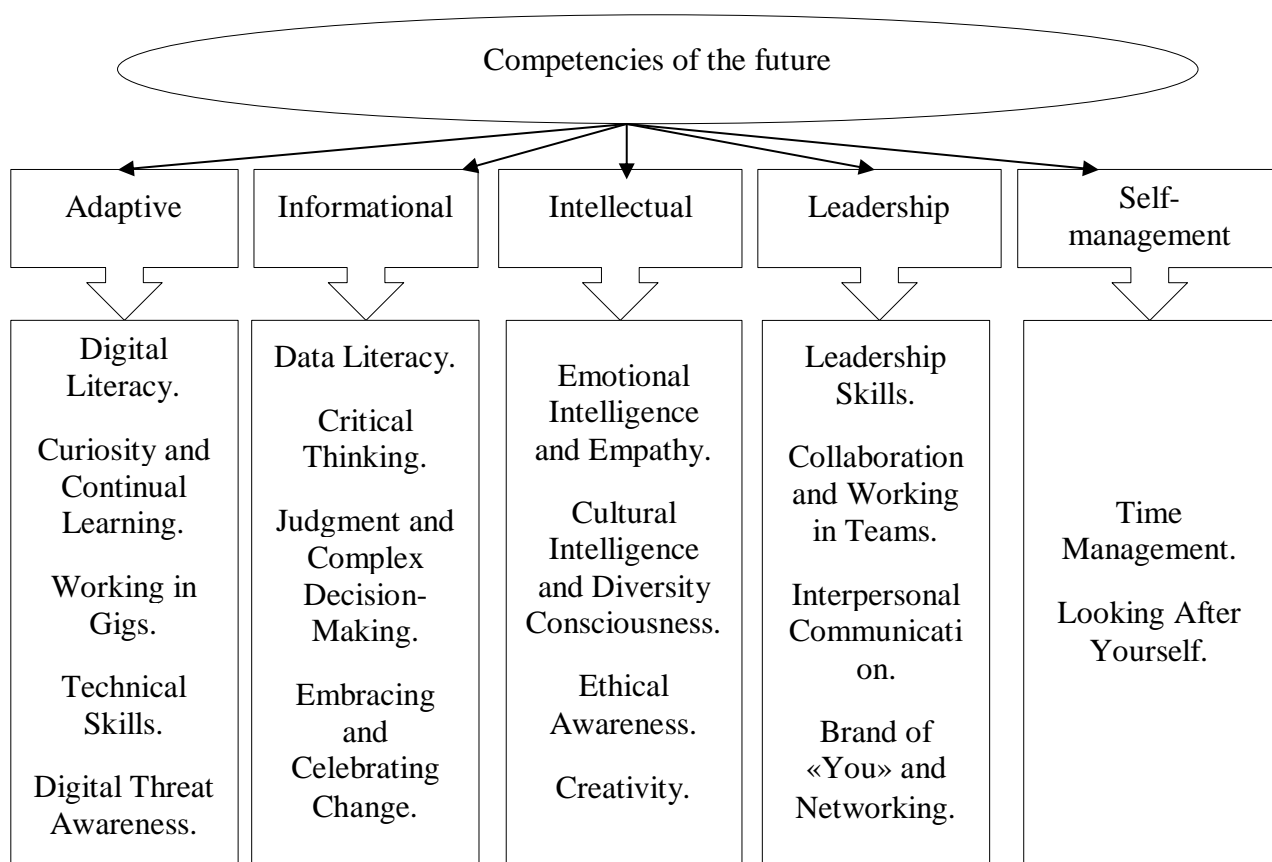 Competencies of the future
Adaptive
Informational
Intellectual
Leadership
Self-
management
Digital
Literacy.
Curiosity and
Continual
Learning.
Working in
Gigs.
Technical
Skills.
Digital Threat
Awareness.
Data Literacy.
Critical
Thinking.
Judgment and
Complex
Decision-
Making.
Embracing
and
Celebrating
Change.
Emotional
Intelligence
and Empathy.
Cultural
Intelligence
and Diversity
Consciousness.
Ethical
Awareness.
Creativity.
Leadership
Skills.
Collaboration
and Working
in Teams.
Interpersonal
Communicati
on.
Brand of
«You» and
Networking.
Time
Management.
Looking After
Yourself.